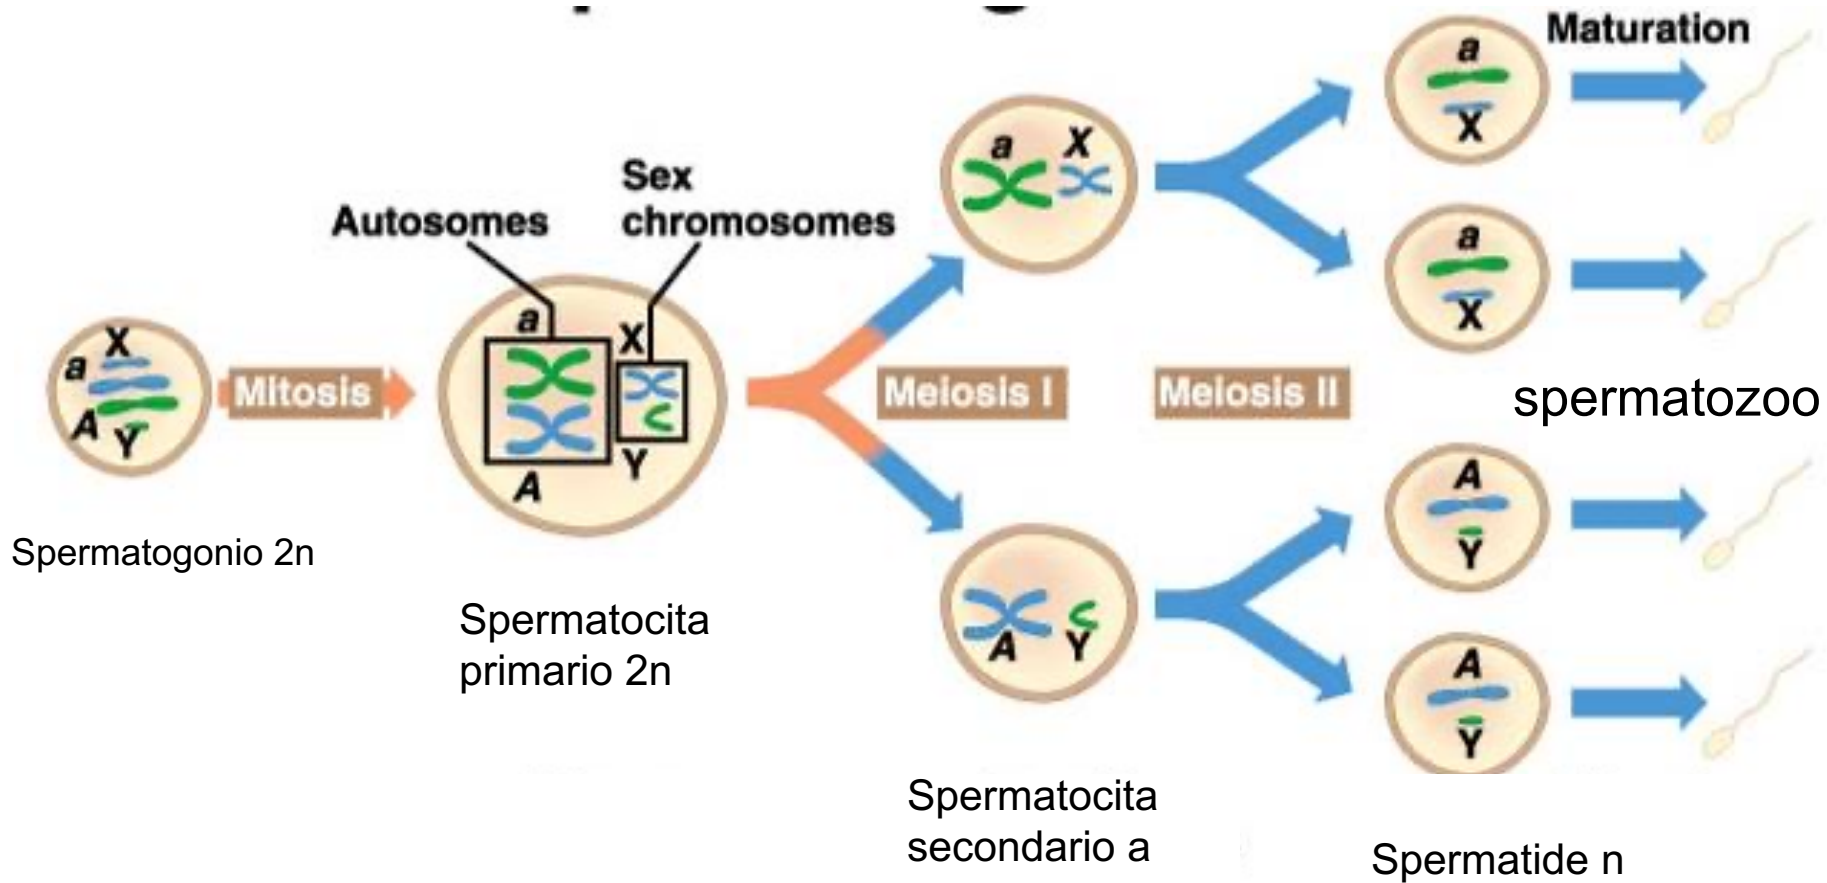 Maturation
a
X
a
X
Sex
chromosomes
Autosomes
a
X
X
a
A
Y
Mitosis
a
X
A
Y
Meiosis I
Meiosis II
a
X
spermatozoo
A
Y
A
Y
A
Y
Spermatogonio 2n
Spermatocita
primario 2n
Spermatocita
secondario a
Spermatide n